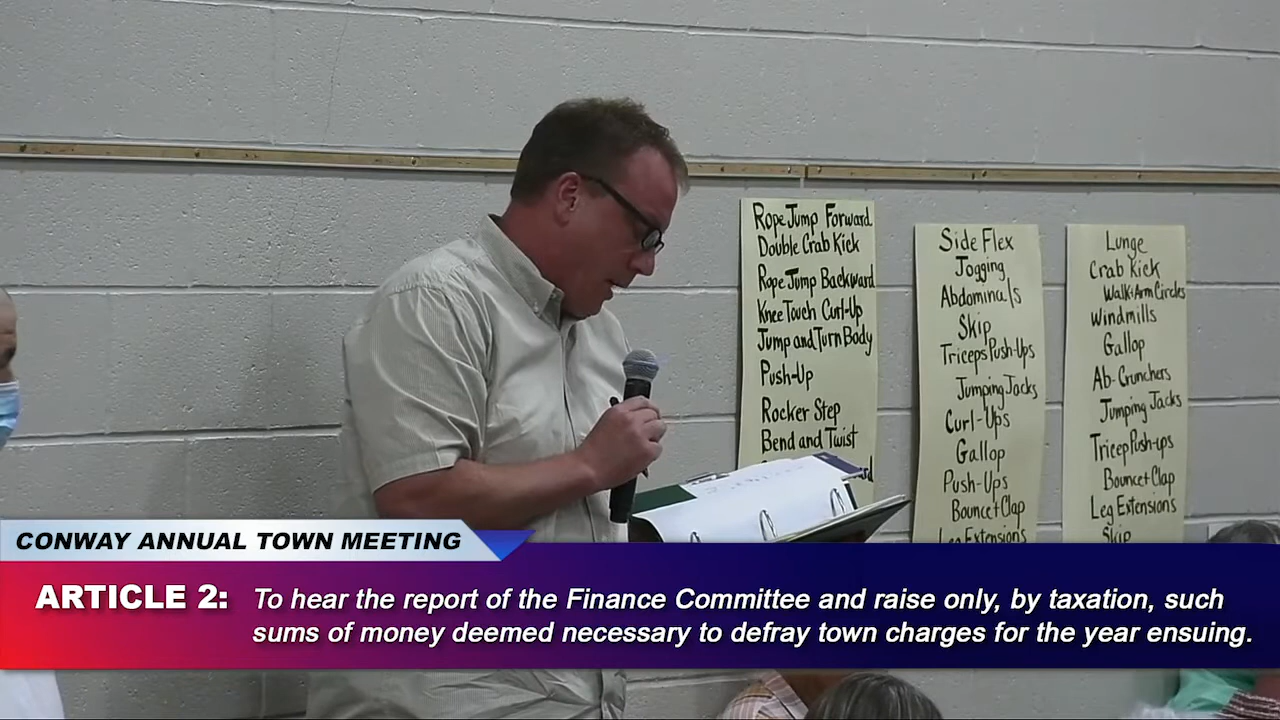 Rope Jump Forward
Double Crab Kick
Rope Jump Backward
Knee Touch Curl-Up
Jump and Turn Body
Push-Up
Rocker Step
Bend and Twist
Side Flex
Jogging
Abdominals
Skip
Triceps Push-Ups
Jumping Jacks
Curl-Ups
Gallop
Push-Ups
Bounce+Clap
Leg Extensions
Lunge
Crab Kick
Walk+Arm Circles
Windmills
Gallop
Ab-Crunchers
Jumping Jacks
Tricep Push-ups
Bounce+Clap
Leg Extensions
Skip
CONWAY ANNUAL TOWN MEETING
ARTICLE 2: To hear the report of the Finance Committee and raise only, by taxation, such
sums of money deemed necessary to defray town charges for the year ensuing.